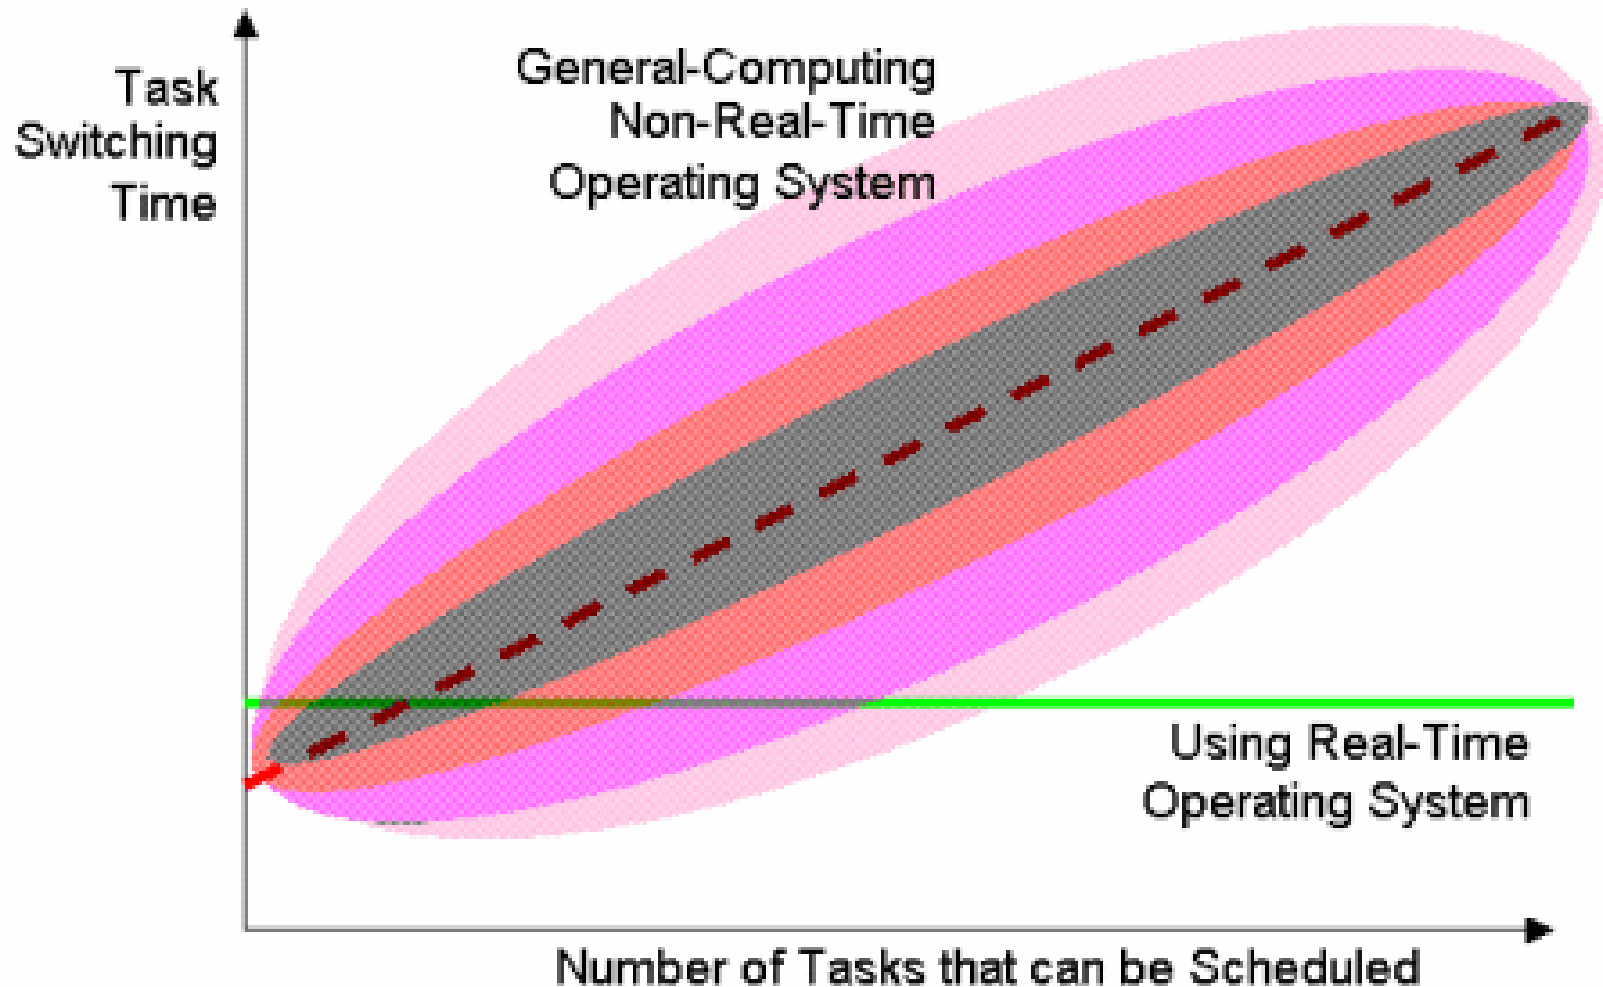 Task
Switching
Time
General-Computing
Non-Real-Time
Operating System
Using Real-Time
Operating System
Number of Tasks that can be Scheduled